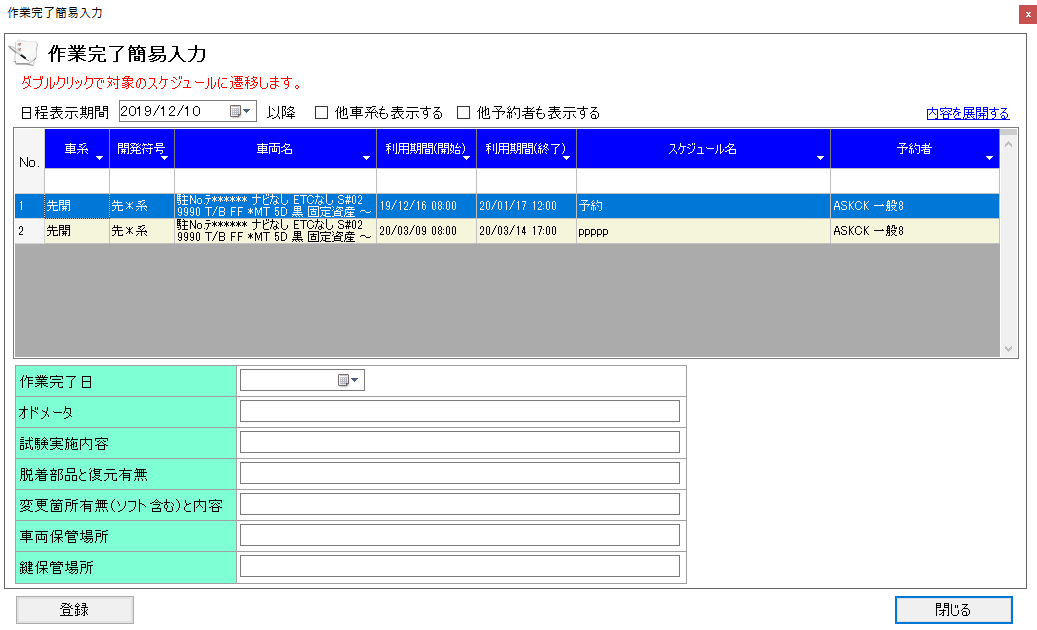 作業完了簡易入力
x
作業完了簡易入力
ダブルクリックで対象のスケジュールに遷移します。
日程表示期間 2019/12/10 以降 他車系も表示する 他予約者も表示する 内容を展開する
No. 車系 開発符号 車両名 利用期間(開始) 利用期間(終了) スケジュール名 予約者
1 先開 先＊系 駐No.ﾃ****** ナビなし ETCなし S#02 9990 T/B FF *MT 5D 黒 固定資産 ～ 19/12/16 08:00 20/01/17 12:00 予約 ASKCK 一般8
2 先開 先＊系 駐No.ﾃ****** ナビなし ETCなし S#02 9990 T/B FF *MT 5D 黒 固定資産 ～ 20/03/09 08:00 20/03/14 17:00 ppppp ASKCK 一般8
作業完了日
オドメータ
試験実施内容
脱着部品と復元有無
変更箇所有無(ソフト含む)と内容
車両保管場所
鍵保管場所
登録 閉じる